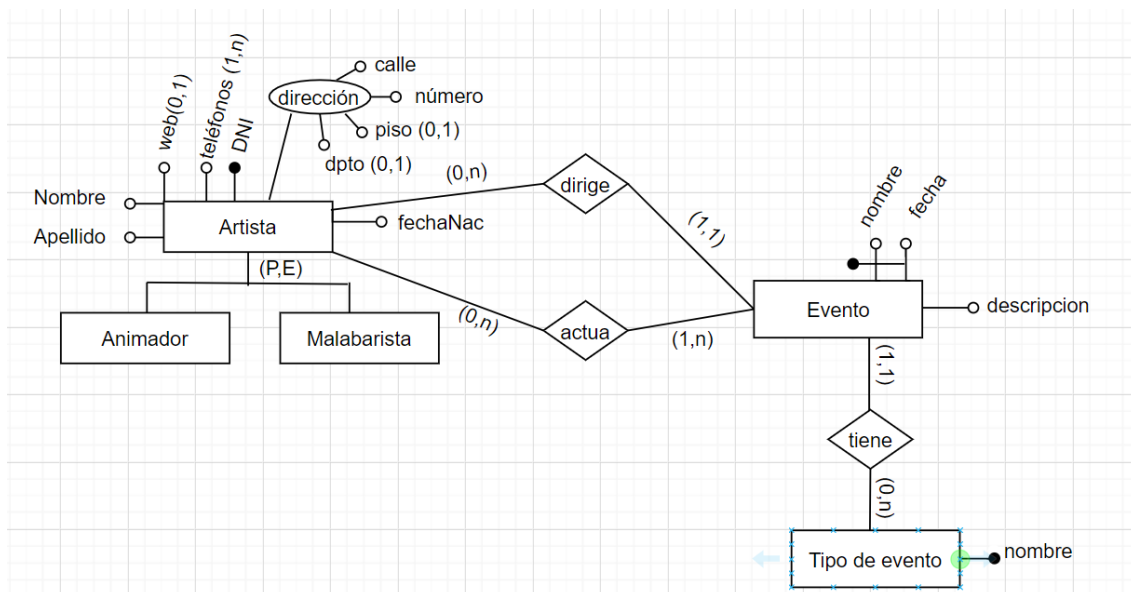 calle
web(0,1)
teléfonos (1,n)
DNI
dirección
número
piso (0,1)
dpto (0,1)
(0,n)
dirige
Nombre
Apellido
Artista
fechaNac
(1,1)
nombre
fecha
(P,E)
Animador
Malabarista
(0,n)
actua
(1,n)
Evento
descripcion
(1,1)
tiene
(0,n)
Tipo de evento
nombre